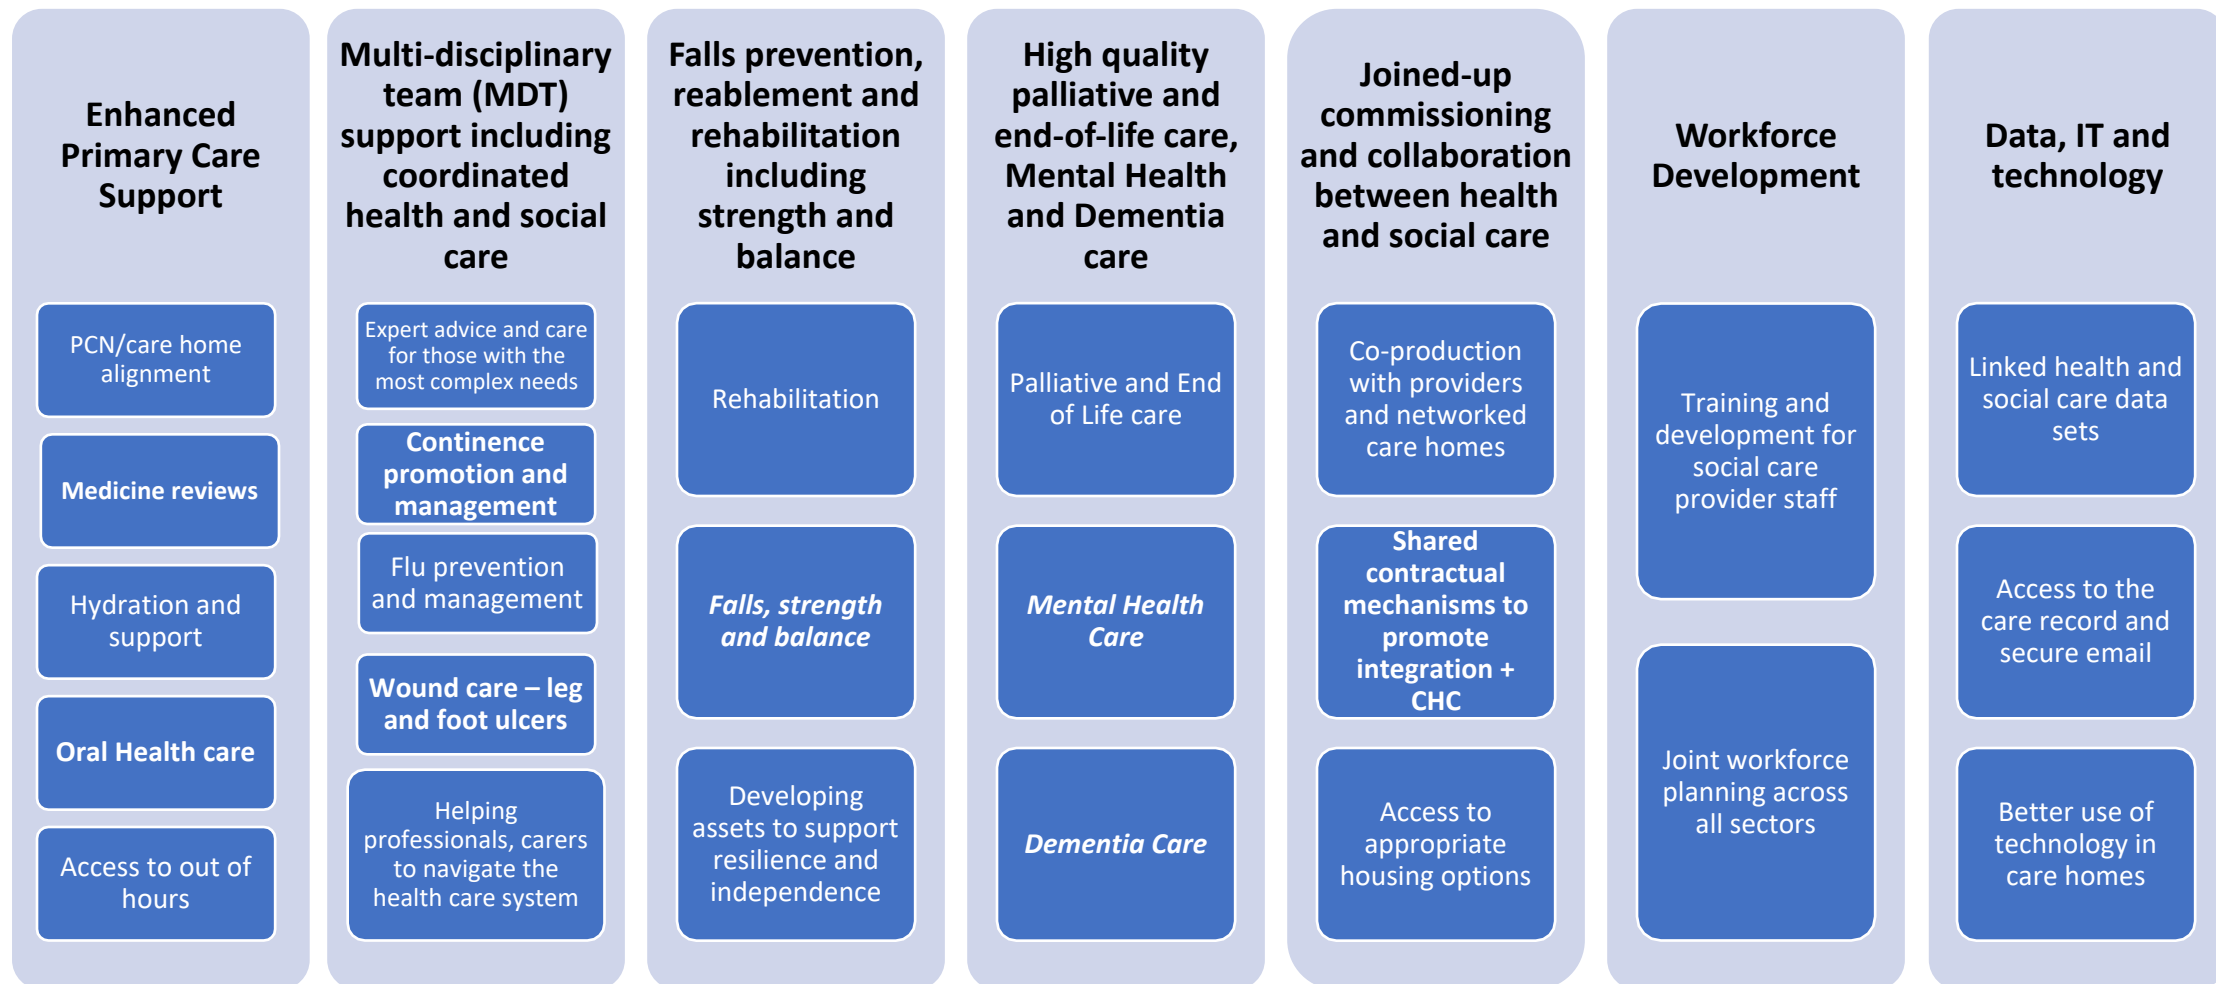 Enhanced
Primary Care
Support
PCN/care home
alignment
Medicine reviews
Hydration and
support
Oral Health care
Access to out of
hours
Multi-disciplinary
team (MDT)
support including
coordinated
health and social
care
Expert advice and care
for those with the
most complex needs
Continence
promotion and
management
Flu prevention
and management
Wound care – leg
and foot ulcers
Helping
professionals, carers
to navigate the
health care system
Falls prevention,
reablement and
rehabilitation
including
strength and
balance
Rehabilitation
Falls, strength
and balance
Developing
assets to support
resilience and
independence
High quality
palliative and
end-of-life care,
Mental Health
and Dementia
care
Palliative and End
of Life care
Mental Health
Care
Dementia Care
Joined-up
commissioning
and collaboration
between health
and social care
Co-production
with providers
and networked
care homes
Shared
contractual
mechanisms to
promote
integration +
CHC
Access to
appropriate
housing options
Workforce
Development
Training and
development for
social care
provider staff
Joint workforce
planning across
all sectors
Data, IT and
technology
Linked health and
social care data
sets
Access to the
care record and
secure email
Better use of
technology in
care homes